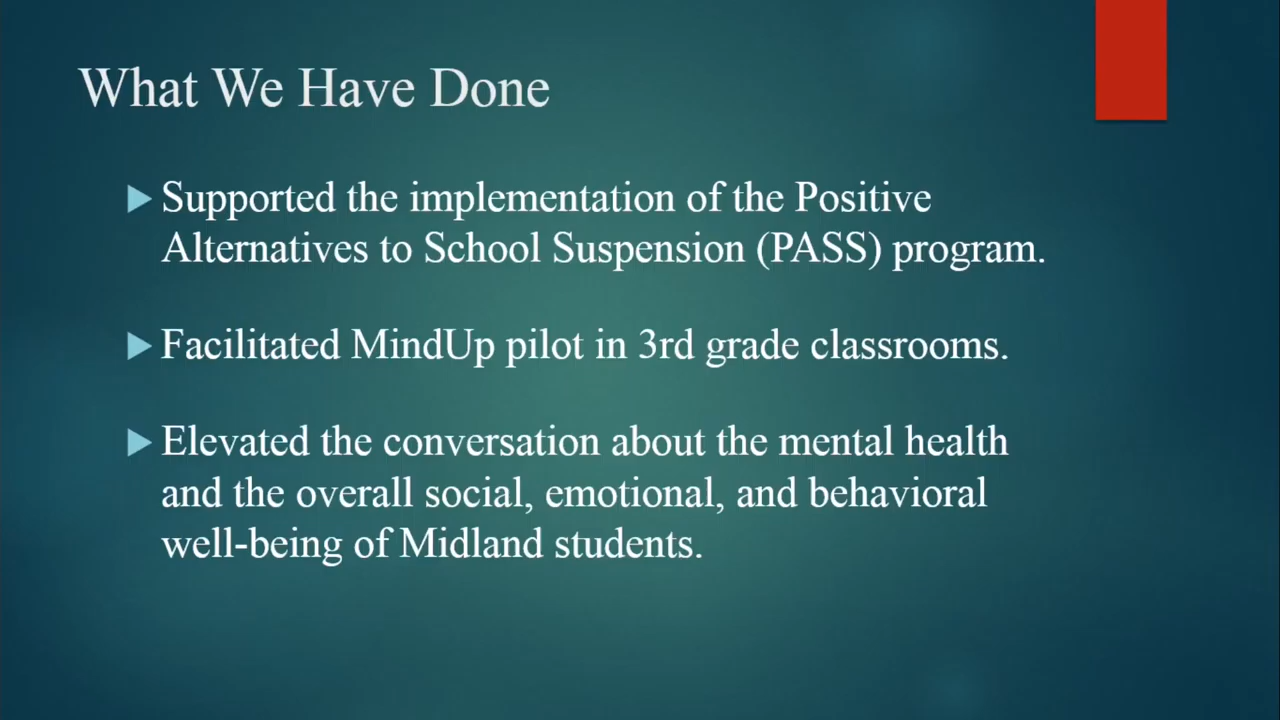 What We Have Done
Supported the implementation of the Positive
Alternatives to School Suspension (PASS) program.
Facilitated MindUp pilot in 3rd grade classrooms.
Elevated the conversation about the mental health
and the overall social, emotional, and behavioral
well-being of Midland students.